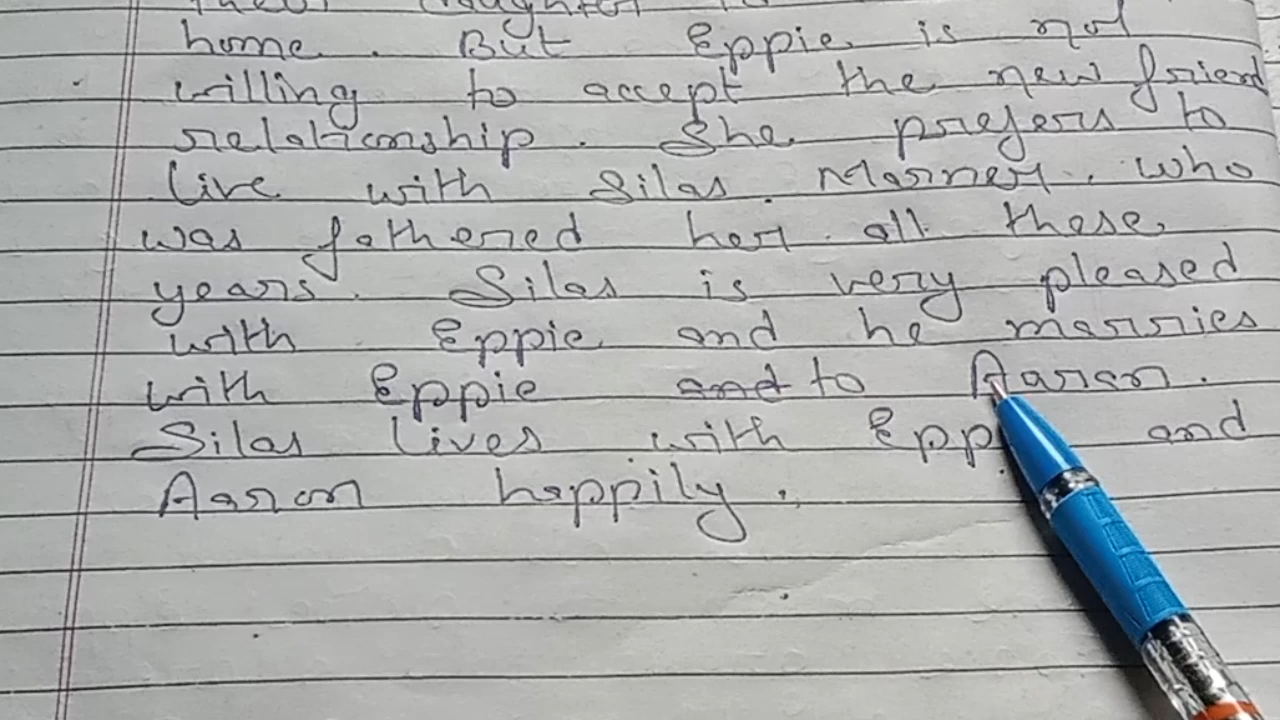 their daughter
home. But Eppie is not
willing to accept the new friend
relationship. She prefers to
live with Silas Marner. who
was fathered her all these
years. Silas is very pleased
with Eppie and he marries
with Eppie and to Aaron.
Silas lives with Epp and
Aaron happily.